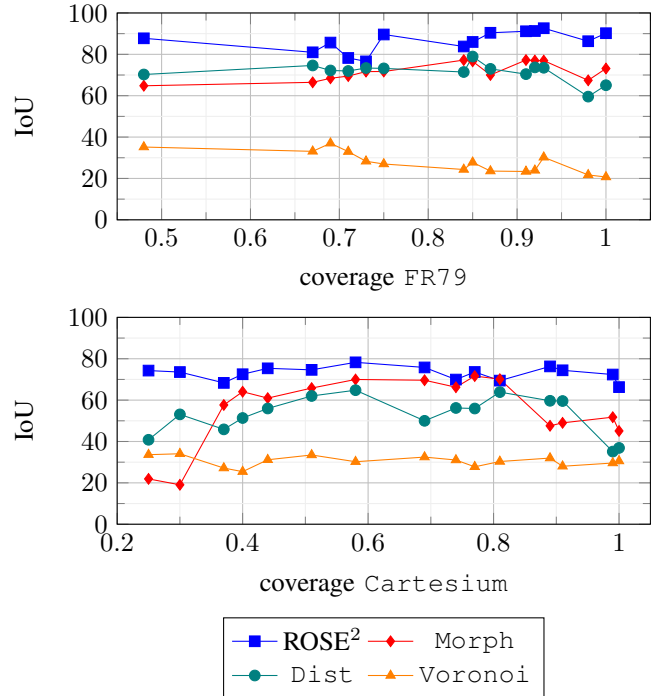 100
80
60
40
20
0
IoU
0.5 0.6 0.7 0.8 0.9 1
coverage FR79
100
80
60
40
20
0
IoU
0.2 0.4 0.6 0.8 1
coverage Cartesium
ROSE² Morph
Dist Voronoi